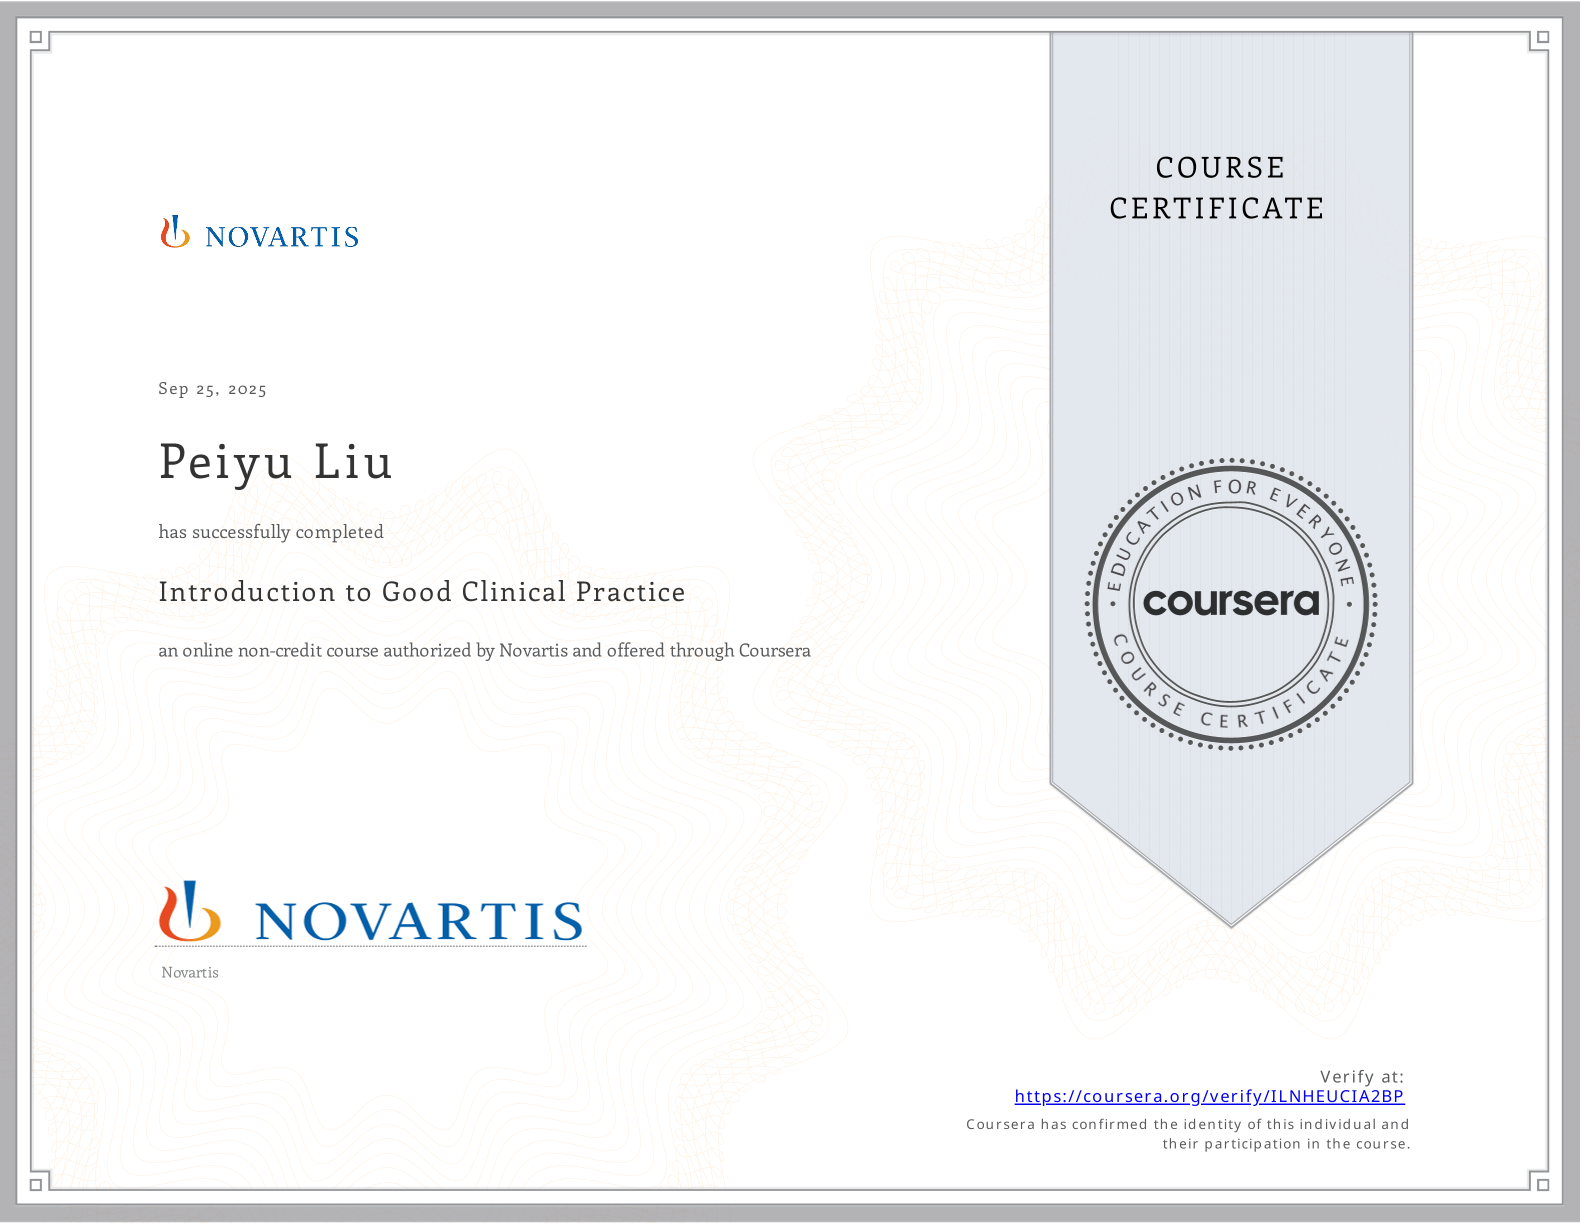 COURSE
CERTIFICATE
NOVARTIS
Sep 25, 2025
Peiyu Liu
has successfully completed
Introduction to Good Clinical Practice
an online non-credit course authorized by Novartis and offered through Coursera
EDUCATION FOR EVERYONE
coursera
COURSE CERTIFICATE
NOVARTIS
Novartis
Verify at:
https://coursera.org/verify/ILNHEUCIA2BP
Coursera has confirmed the identity of this individual and
their participation in the course.